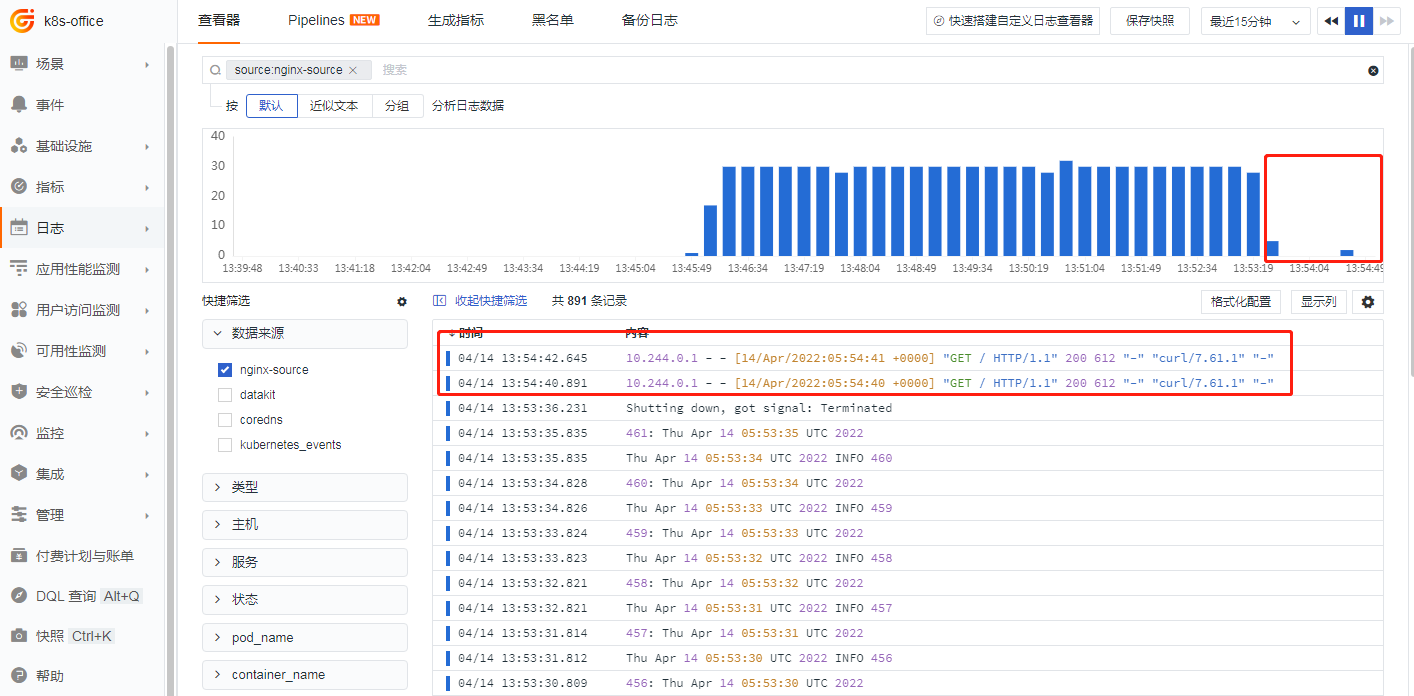 k8s-office
查看器 Pipelines NEW 生成指标 黑名单 备份日志 快速搭建自定义日志查看器 保存快照 最近15分钟
场景
事件
基础设施
指标
日志
应用性能监测
用户访问监测
可用性监测
安全巡检
监控
集成
管理
付费计划与账单
DQL 查询 Alt+Q
快照 Ctrl+K
帮助
source:nginx-source 搜索
按 默认 近似文本 分组 分析日志数据
40
30
20
10
0
13:39:48 13:40:33 13:41:18 13:42:04 13:42:49 13:43:34 13:44:19 13:45:04 13:45:49 13:46:34 13:47:19 13:48:04 13:48:49 13:49:34 13:50:19 13:51:04 13:51:49 13:52:34 13:53:19 13:54:04 13:54:49
快捷筛选
数据来源
nginx-source
datakit
coredns
kubernetes_events
类型
主机
服务
状态
pod_name
container_name
收起快捷筛选 共 891 条记录 格式化配置 显示列
时间 内容
04/14 13:54:42.645 10.244.0.1 - - [14/Apr/2022:05:54:41 +0000] "GET / HTTP/1.1" 200 612 "-" "curl/7.61.1" "-"
04/14 13:54:40.891 10.244.0.1 - - [14/Apr/2022:05:54:40 +0000] "GET / HTTP/1.1" 200 612 "-" "curl/7.61.1" "-"
04/14 13:53:36.231 Shutting down, got signal: Terminated
04/14 13:53:35.835 461: Thu Apr 14 05:53:35 UTC 2022
04/14 13:53:35.835 Thu Apr 14 05:53:34 UTC 2022 INFO 460
04/14 13:53:34.828 460: Thu Apr 14 05:53:34 UTC 2022
04/14 13:53:34.826 Thu Apr 14 05:53:33 UTC 2022 INFO 459
04/14 13:53:33.824 459: Thu Apr 14 05:53:33 UTC 2022
04/14 13:53:33.823 Thu Apr 14 05:53:32 UTC 2022 INFO 458
04/14 13:53:32.821 458: Thu Apr 14 05:53:32 UTC 2022
04/14 13:53:32.821 Thu Apr 14 05:53:31 UTC 2022 INFO 457
04/14 13:53:31.814 457: Thu Apr 14 05:53:31 UTC 2022
04/14 13:53:31.812 Thu Apr 14 05:53:30 UTC 2022 INFO 456
04/14 13:53:30.809 456: Thu Apr 14 05:53:30 UTC 2022